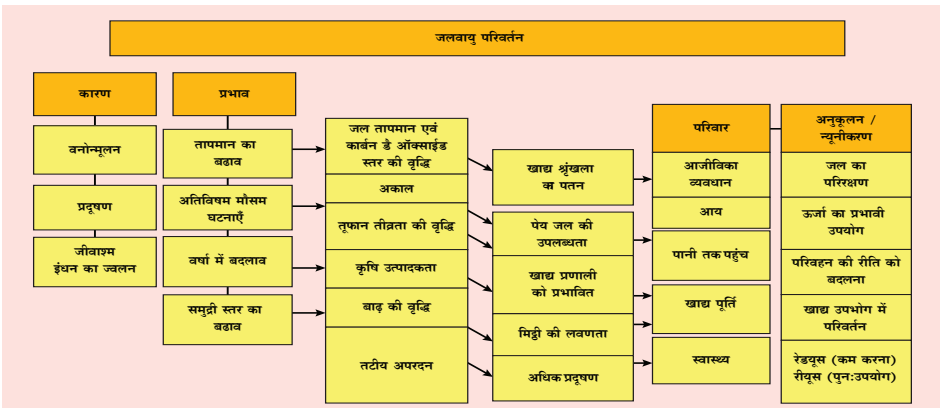 जलवायु परिवर्तन
कारण
वनोन्मूलन
प्रदूषण
जीवाश्म
इंधन का ज्वलन
प्रभाव
तापमान का
बढाव
अतिविषम मौसम
घटनाएँ
वर्षा में बदलाव
समुद्री स्तर का
बढाव
जल तापमान एवं
कार्बन डै ऑक्साईड
स्तर की वृद्धि
अकाल
तूफान तीव्रता की वृद्धि
कृषि उत्पादकता
बाढ़ की वृद्धि
तटीय अपरदन
खाद्य श्रृंखला
का पतन
पेय जल की
उपलब्धता
खाद्य प्रणाली
को प्रभावित
मिट्टी की लवणता
अधिक प्रदूषण
परिवार
आजीविका
व्यवधान
आय
पानी तक पहुंच
खाद्य पूर्ति
स्वास्थ्य
अनुकूलन /
न्यूनीकरण
जल का
परिरक्षण
ऊर्जा का प्रभावी
उपयोग
परिवहन की रीति को
बदलना
खाद्य उपभोग में
परिवर्तन
रेडयूस (कम करना)
रीयूस (पुनःउपयोग)